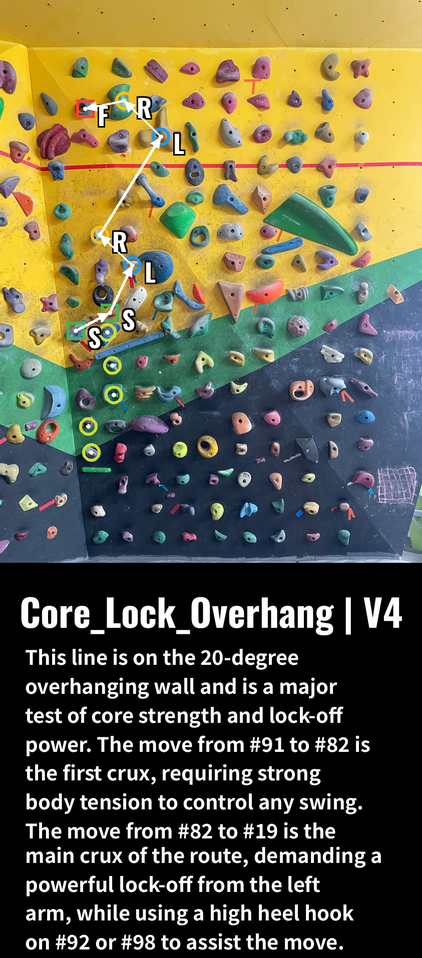 F
R
L
R
L
S
S
Core_Lock_Overhang | V4
This line is on the 20-degree
overhanging wall and is a major
test of core strength and lock-off
power. The move from #91 to #82 is
the first crux, requiring strong
body tension to control any swing.
The move from #82 to #19 is the
main crux of the route, demanding a
powerful lock-off from the left
arm, while using a high heel hook
on #92 or #98 to assist the move.